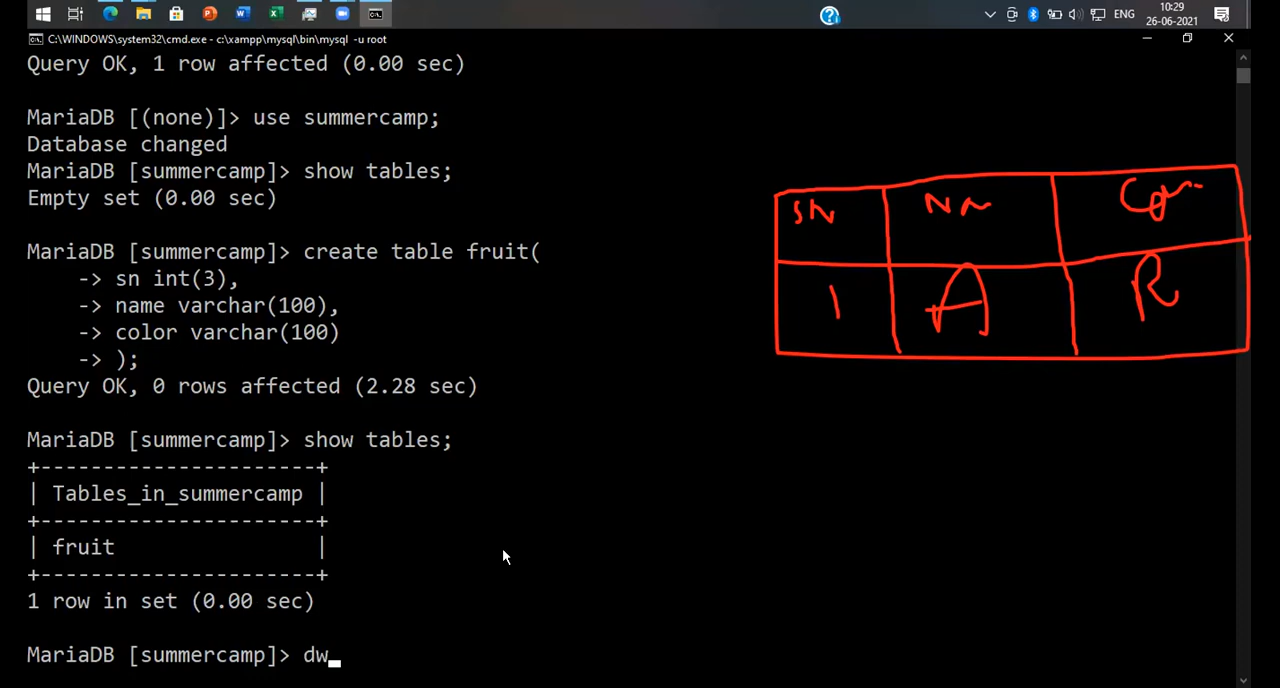 10:29
ENG
26-06-2021
C:\WINDOWS\system32\cmd.exe - c:\xampp\mysql\bin\mysql -u root
Query OK, 1 row affected (0.00 sec)
MariaDB [(none)]> use summercamp;
Database changed
MariaDB [summercamp]> show tables;
Empty set (0.00 sec)
MariaDB [summercamp]> create table fruit(
-> sn int(3),
-> name varchar(100),
-> color varchar(100)
-> );
Query OK, 0 rows affected (2.28 sec)
MariaDB [summercamp]> show tables;
+----------------------+
| Tables_in_summercamp |
+----------------------+
| fruit                |
+----------------------+
1 row in set (0.00 sec)
MariaDB [summercamp]> dw_
SN Na
1 A R